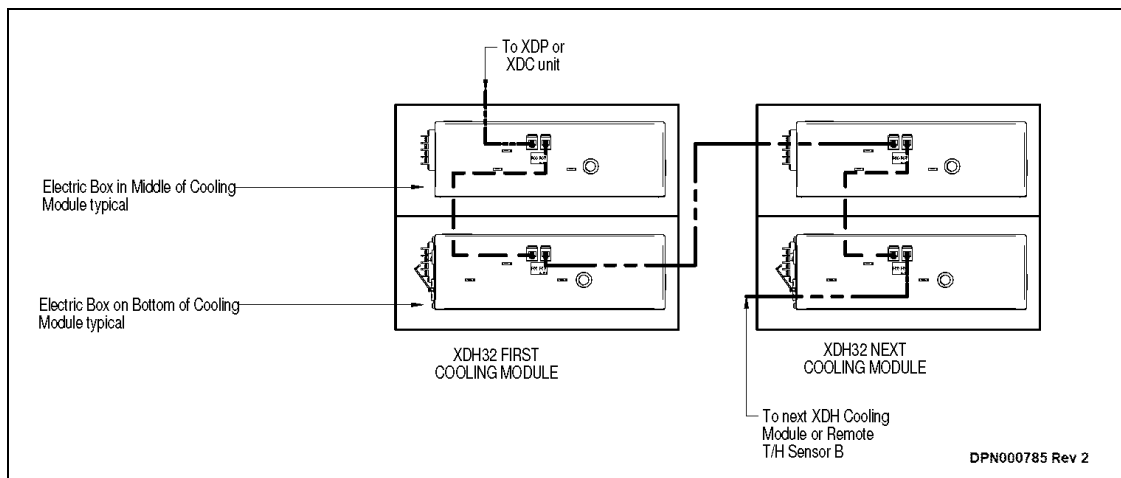 To XDP or
XDC unit
Electric Box in Middle of Cooling
Module typical
Electric Box on Bottom of Cooling
Module typical
XDH32 FIRST
COOLING MODULE
XDH32 NEXT
COOLING MODULE
To next XDH Cooling
Module or Remote
T/H Sensor B
DPN000785 Rev 2